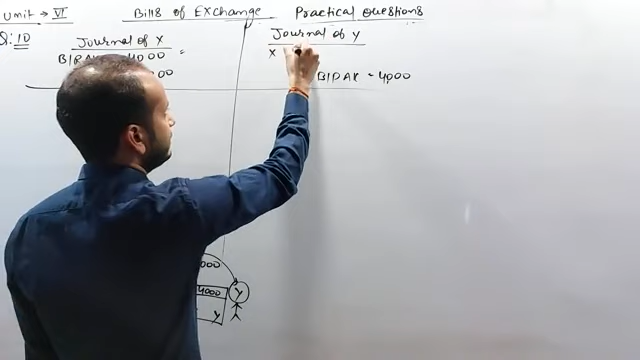 Unit → VI Bills of Exchange Practical Questions
Q: 10
Journal of X
4000 =
00
Journal of Y
X
B/P A/c - 4000
000
4000
Y
Y